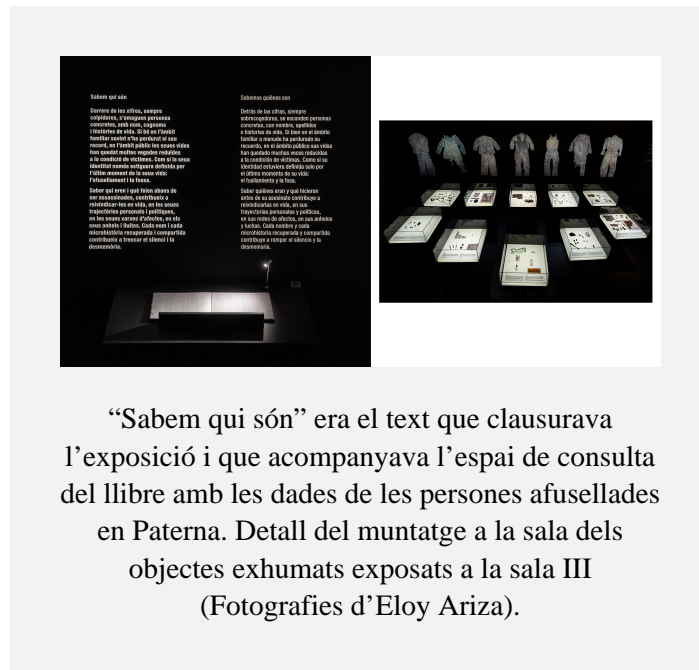 Sabem qui són
Darrere de les xifres, sempre
colpidores, s'amaguen persones
concretes, amb nom, cognoms
i històries de vida. Si bé en l'àmbit
familiar sovint n'ha perdurat el seu
record, en l'àmbit públic les seues vides
han quedat moltes vegades reduïdes
a la condició de víctimes. Com si la seua
identitat només estiguera definida per
l'últim moment de la seua vida:
l'afusellament i la fossa.
Saber qui eren i què feien abans de
ser assassinades, contribueix a
reivindicar-les en vida, en les seues
trajectòries personals i polítiques,
en les seues xarxes d'afectes, en els seus
anhels i lluites. Cada nom i cada
microhistòria recuperada i compartida
contribueix a trencar el silenci i la
desmemòria.
Sabemos quiénes son
Detrás de las cifras, siempre
sobrecogedoras, se esconden personas
concretas, con nombre, apellidos
e historias de vida. Si bien en el ámbito
familiar a menudo ha perdurado su
recuerdo, en el ámbito público sus vidas
han quedado muchas veces reducidas
a la condición de víctimas. Como si su
identidad estuviera definida solo por
el último momento de su vida:
el fusilamiento y la fosa.
Saber quiénes eran y qué hicieron
antes de su asesinato contribuye a
reivindicarlas en vida, en sus
trayectorias personales y políticas,
en sus redes de afectos, en sus anhelos
y luchas. Cada nombre y cada
microhistoria recuperada y compartida
contribuye a romper el silencio y la
desmemoria.
“Sabem qui són” era el text que clausurava
l’exposició i que acompanyava l’espai de consulta
del llibre amb les dades de les persones afusellades
en Paterna. Detall del muntatge a la sala dels
objectes exhumats exposats a la sala III
(Fotografies d’Eloy Ariza).